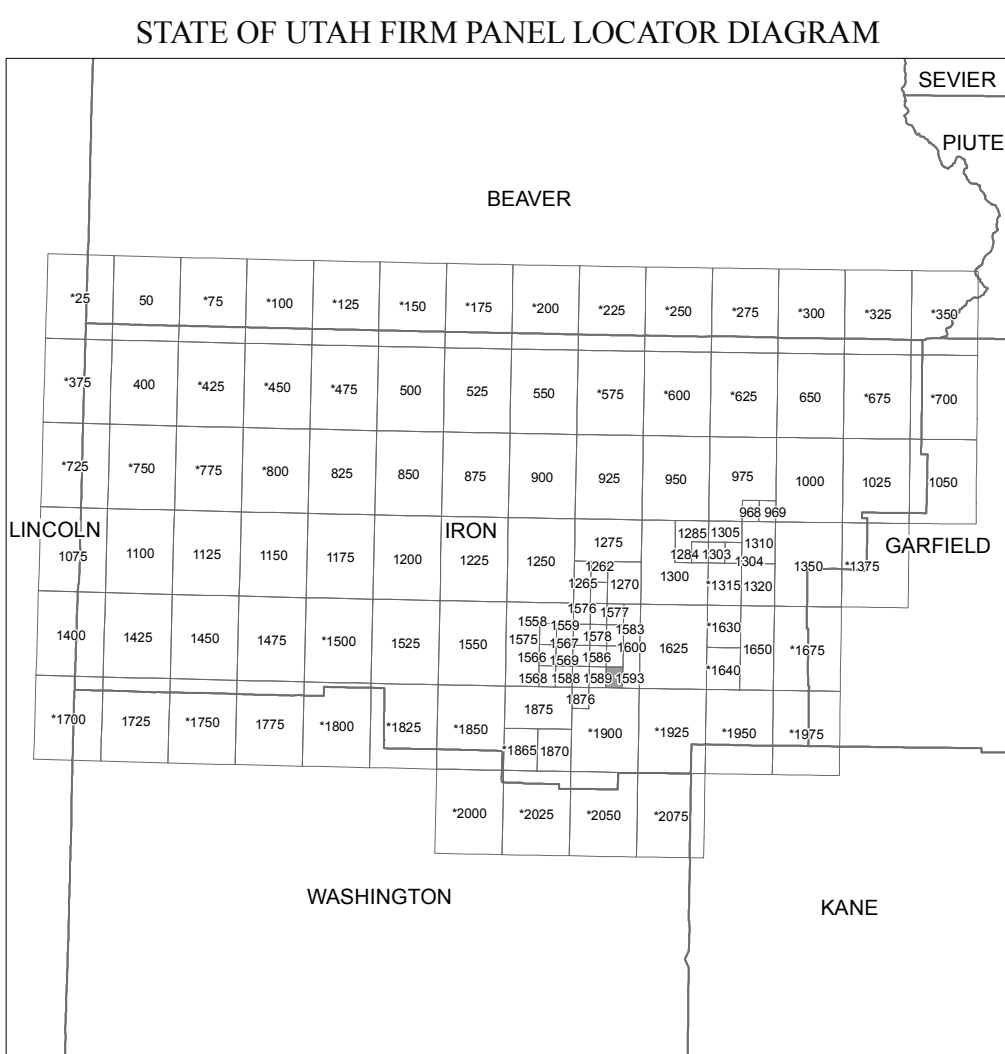 STATE OF UTAH FIRM PANEL LOCATOR DIAGRAM
SEVIER
PIUTE
BEAVER
*25 50 *75 *100 *125 *150 *175 *200 *225 *250 *275 *300 *325 *350
*375 400 *425 *450 *475 500 525 550 *575 *600 *625 650 *675 *700
*725 *750 *775 *800 825 850 875 900 925 950 975 1000 1025 1050
968 969
LINCOLN IRON GARFIELD
1285 1305
1275 1310
1075 1100 1125 1150 1175 1200 1225 1250 1284 1303 1304 1350 *1375
1262
1265 1270 1300 *1315 1320
1576 1577
1558 1559 1583 *1630
1400 1425 1450 1475 *1500 1525 1550 1575 1567 1578 1600 1625 1650 *1675
1566 1569 1586 *1640
1568 1588 1589 1593
1876
1875
*1700 1725 *1750 1775 *1800 *1825 *1850 *1900 *1925 *1950 *1975
*1865 1870
*2000 *2025 *2050 *2075
WASHINGTON
KANE